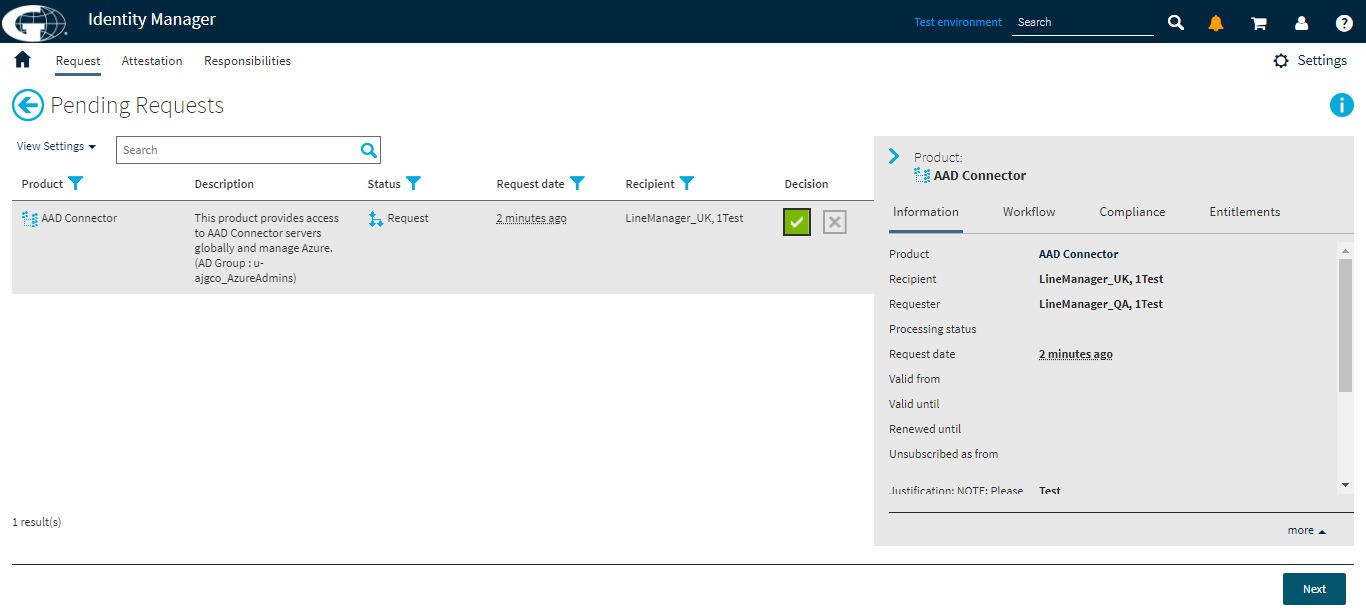 Identity Manager
Test environment
Search
Request
Attestation
Responsibilities
Settings
Pending Requests
View Settings
Search
Product
Description
Status
Request date
Recipient
Decision
AAD Connector
This product provides access
to AAD Connector servers
globally and manage Azure.
(AD Group : u-
ajgco_AzureAdmins)
Request
2 minutes ago
LineManager_UK, 1Test
1 result(s)
Product:
AAD Connector
Information
Workflow
Compliance
Entitlements
Product AAD Connector
Recipient LineManager_UK, 1Test
Requester LineManager_QA, 1Test
Processing status
Request date 2 minutes ago
Valid from
Valid until
Renewed until
Unsubscribed as from
Justification: NOTE: Please Test
more
Next